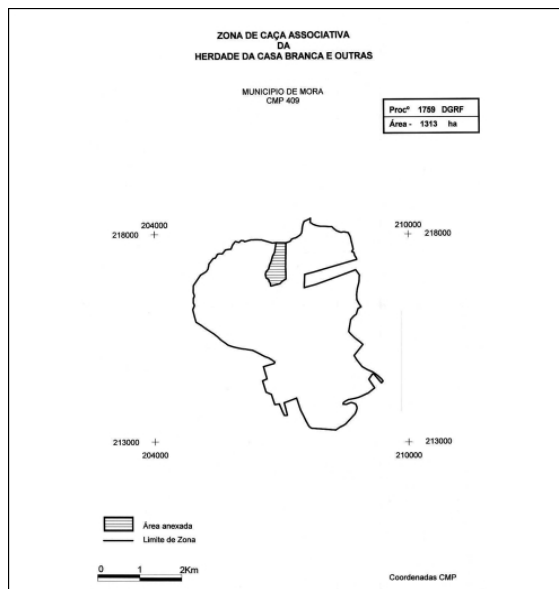 ZONA DE CAÇA ASSOCIATIVA
DA
HERDADE DA CASA BRANCA E OUTRAS
MUNICIPIO DE MORA
CMP 409
Procº 1759 DGRF
Área - 1313 ha
204000
218000
210000
218000
213000
204000
213000
210000
Área anexada
Limite de Zona
0 1 2Km
Coordenadas CMP